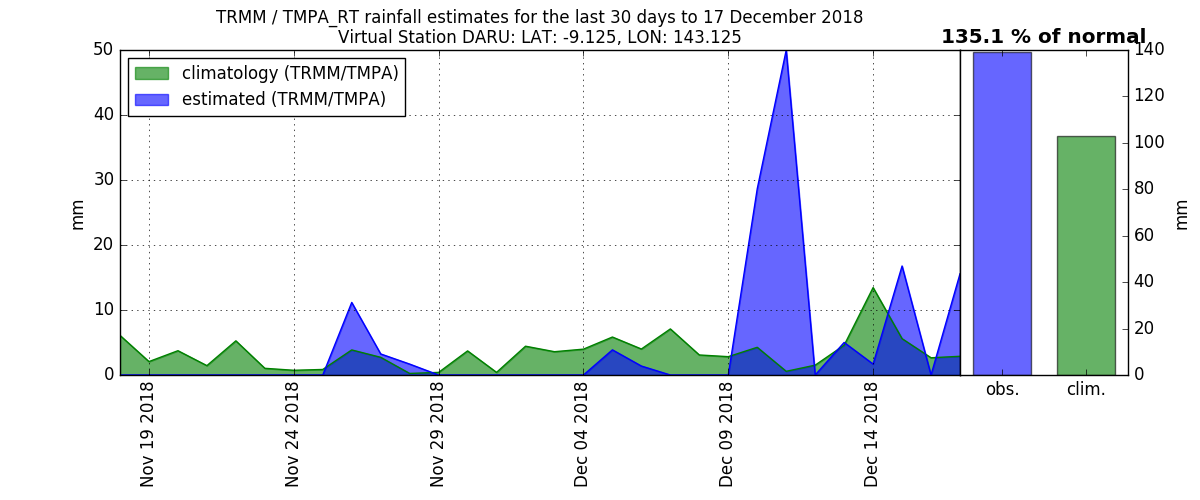 TRMM / TMPA_RT rainfall estimates for the last 30 days to 17 December 2018
Virtual Station DARU: LAT: -9.125, LON: 143.125
135.1 % of normal
climatology (TRMM/TMPA)
estimated (TRMM/TMPA)
mm
50
40
30
20
10
0
Nov 19 2018
Nov 24 2018
Nov 29 2018
Dec 04 2018
Dec 09 2018
Dec 14 2018
obs.
clim.
140
120
100
80
60
40
20
0
mm